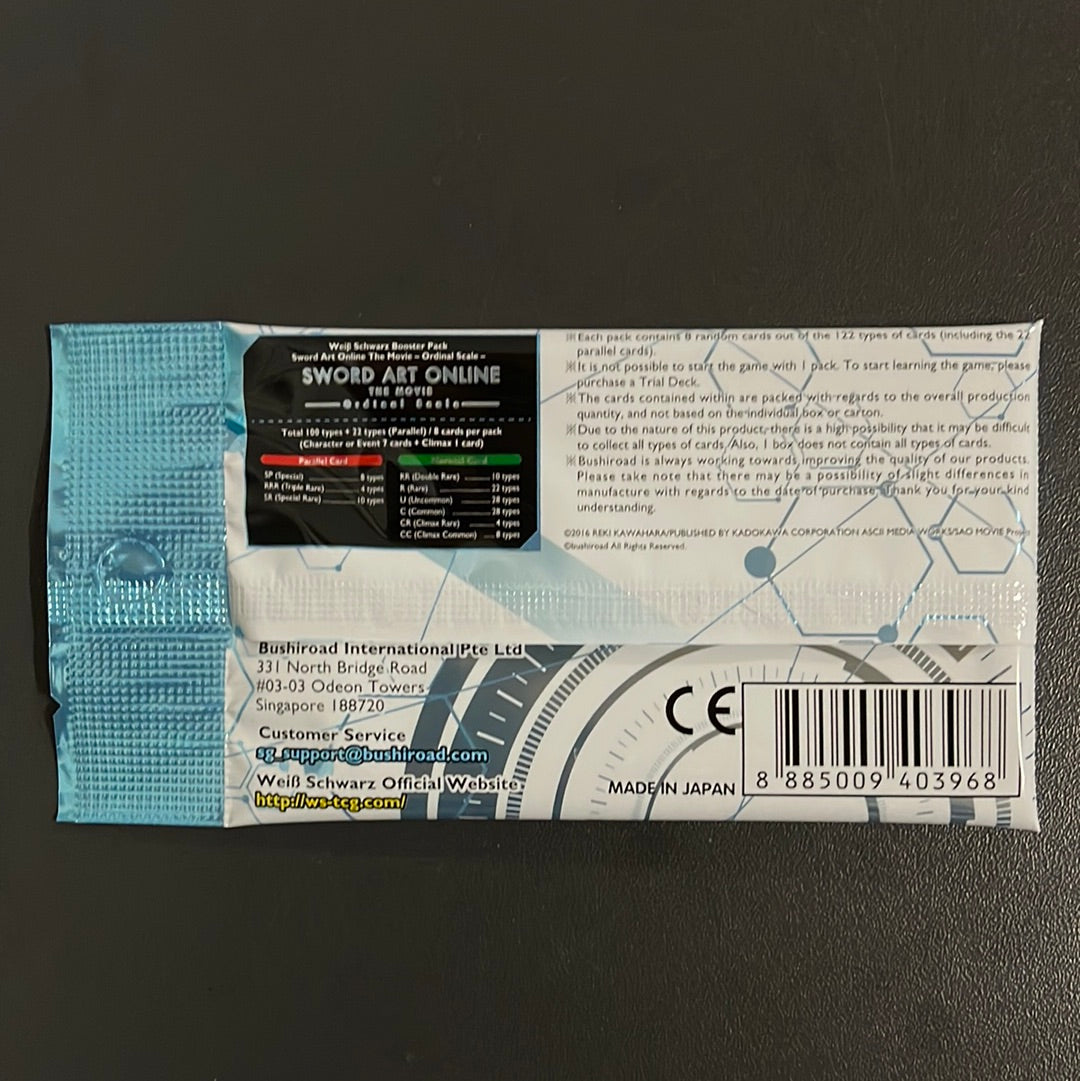 Weiß Schwarz Booster Pack
Sword Art Online The Movie – Ordinal Scale –
SWORD ART ONLINE
THE MOVIE
Ordinal Scale
Total 100 types + 22 types (Parallel) / 8 cards per pack
(Character or Event 7 cards + Climax 1 card)
Parallel Card
SP (Special) 8 types
RRR (Triple Rare) 4 types
SR (Special Rare) 10 types
Normal Card
RR (Double Rare) 10 types
R (Rare) 22 types
U (Uncommon) 28 types
C (Common) 28 types
CR (Climax Rare) 4 types
CC (Climax Common) 8 types
※Each pack contains 8 random cards out of the 122 types of cards (including the 22
parallel cards).
※It is not possible to start the game with 1 pack. To start learning the game, please
purchase a Trial Deck.
※The cards contained within are packed with regards to the overall production
quantity, and not based on the individual box or carton.
※Due to the nature of this product, there is a high possibility that it may be difficult
to collect all types of cards. Also, 1 box does not contain all types of cards.
※Bushiroad is always working towards improving the quality of our products.
Please take note that there may be a possibility of slight differences in
manufacture with regards to the date of purchase. Thank you for your kind
understanding.
©2016 REKI KAWAHARA/PUBLISHED BY KADOKAWA CORPORATION ASCII MEDIA WORKS/SAO MOVIE Project
©bushiroad All Rights Reserved.
Bushiroad International Pte Ltd
331 North Bridge Road
#03-03 Odeon Towers
Singapore 188720
Customer Service
sg_support@bushiroad.com
Weiß Schwarz Official Website
http://ws-tcg.com/
CE
MADE IN JAPAN
8 885009 403968